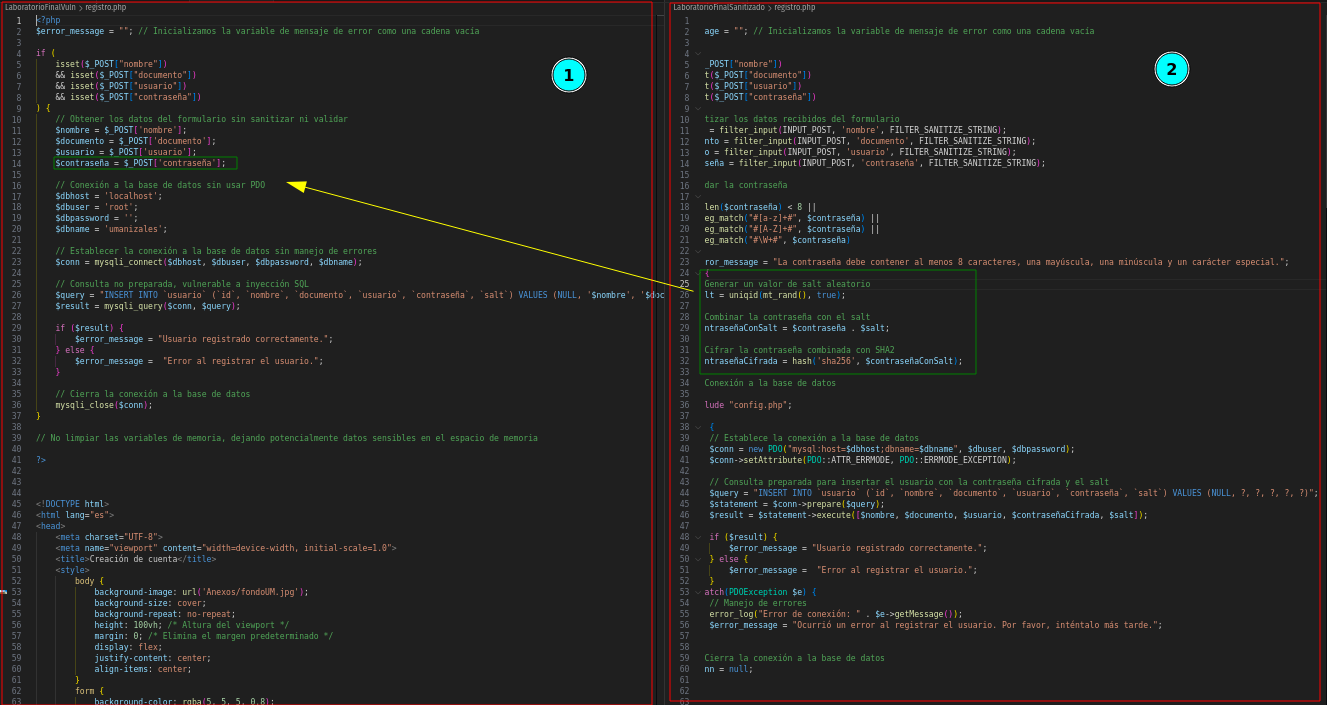 LaboratorioFinalVuln > registro.php
1 <?php
2 $error_message = ""; // Inicializamos la variable de mensaje de error como una cadena vacía
3
4 if (
5 isset($_POST["nombre"])
6 && isset($_POST["documento"])
7 && isset($_POST["usuario"])
8 && isset($_POST["contraseña"])
9 ) {
10 // Obtener los datos del formulario sin sanitizar ni validar
11 $nombre = $_POST['nombre'];
12 $documento = $_POST['documento'];
13 $usuario = $_POST['usuario'];
14 $contraseña = $_POST['contraseña'];
15
16 // Conexión a la base de datos sin usar PDO
17 $dbhost = 'localhost';
18 $dbuser = 'root';
19 $dbpassword = '';
20 $dbname = 'umanizales';
21
22 // Establecer la conexión a la base de datos sin manejo de errores
23 $conn = mysqli_connect($dbhost, $dbuser, $dbpassword, $dbname);
24
25 // Consulta no preparada, vulnerable a inyección SQL
26 $query = "INSERT INTO `usuario` (`id`, `nombre`, `documento`, `usuario`, `contraseña`, `salt`) VALUES (NULL, '$nombre', '$doc
27 $result = mysqli_query($conn, $query);
28
29 if ($result) {
30 $error_message = "Usuario registrado correctamente.";
31 } else {
32 $error_message =  "Error al registrar el usuario.";
33 }
34
35 // Cierra la conexión a la base de datos
36 mysqli_close($conn);
37 }
38
39 // No limpiar las variables de memoria, dejando potencialmente datos sensibles en el espacio de memoria
40
41 ?>
42
43
44
45 <!DOCTYPE html>
46 <html lang="es">
47 <head>
48 <meta charset="UTF-8">
49 <meta name="viewport" content="width=device-width, initial-scale=1.0">
50 <title>Creación de cuenta</title>
51 <style>
52 body {
53 background-image: url('Anexos/fondoUM.jpg');
54 background-size: cover;
55 background-repeat: no-repeat;
56 height: 100vh; /* Altura del viewport */
57 margin: 0; /* Elimina el margen predeterminado */
58 display: flex;
59 justify-content: center;
60 align-items: center;
61 }
62 form {
63 background-color: rgba(5, 5, 5, 0.8);
1
LaboratorioFinalSanitizado > registro.php
1
2 age = ""; // Inicializamos la variable de mensaje de error como una cadena vacía
3
4
5 _POST["nombre"])
6 t($_POST["documento"])
7 t($_POST["usuario"])
8 t($_POST["contraseña"])
9
10 tizar los datos recibidos del formulario
11 = filter_input(INPUT_POST, 'nombre', FILTER_SANITIZE_STRING);
12 nto = filter_input(INPUT_POST, 'documento', FILTER_SANITIZE_STRING);
13 o = filter_input(INPUT_POST, 'usuario', FILTER_SANITIZE_STRING);
14 seña = filter_input(INPUT_POST, 'contraseña', FILTER_SANITIZE_STRING);
15
16 dar la contraseña
17
18 len($contraseña) < 8 ||
19 eg_match("#[a-z]+#", $contraseña) ||
20 eg_match("#[A-Z]+#", $contraseña) ||
21 eg_match("#\W+#", $contraseña)
22
23 ror_message = "La contraseña debe contener al menos 8 caracteres, una mayúscula, una minúscula y un carácter especial.";
24 {
25 Generar un valor de salt aleatorio
26 lt = uniqid(mt_rand(), true);
27
28 Combinar la contraseña con el salt
29 ntraseñaConSalt = $contraseña . $salt;
30
31 Cifrar la contraseña combinada con SHA2
32 ntraseñaCifrada = hash('sha256', $contraseñaConSalt);
33
34 Conexión a la base de datos
35
36 lude "config.php";
37
38 {
39 // Establece la conexión a la base de datos
40 $conn = new PDO("mysql:host=$dbhost;dbname=$dbname", $dbuser, $dbpassword);
41 $conn->setAttribute(PDO::ATTR_ERRMODE, PDO::ERRMODE_EXCEPTION);
42
43 // Consulta preparada para insertar el usuario con la contraseña cifrada y el salt
44 $query = "INSERT INTO `usuario` (`id`, `nombre`, `documento`, `usuario`, `contraseña`, `salt`) VALUES (NULL, ?, ?, ?, ?, ?)";
45 $statement = $conn->prepare($query);
46 $result = $statement->execute([$nombre, $documento, $usuario, $contraseñaCifrada, $salt]);
47
48 if ($result) {
49 $error_message = "Usuario registrado correctamente.";
50 } else {
51 $error_message =  "Error al registrar el usuario.";
52 }
53 atch(PDOException $e) {
54 // Manejo de errores
55 error_log("Error de conexión: " . $e->getMessage());
56 $error_message = "Ocurrió un error al registrar el usuario. Por favor, inténtalo más tarde.";
57
58
59 Cierra la conexión a la base de datos
60 nn = null;
61
62
63
2